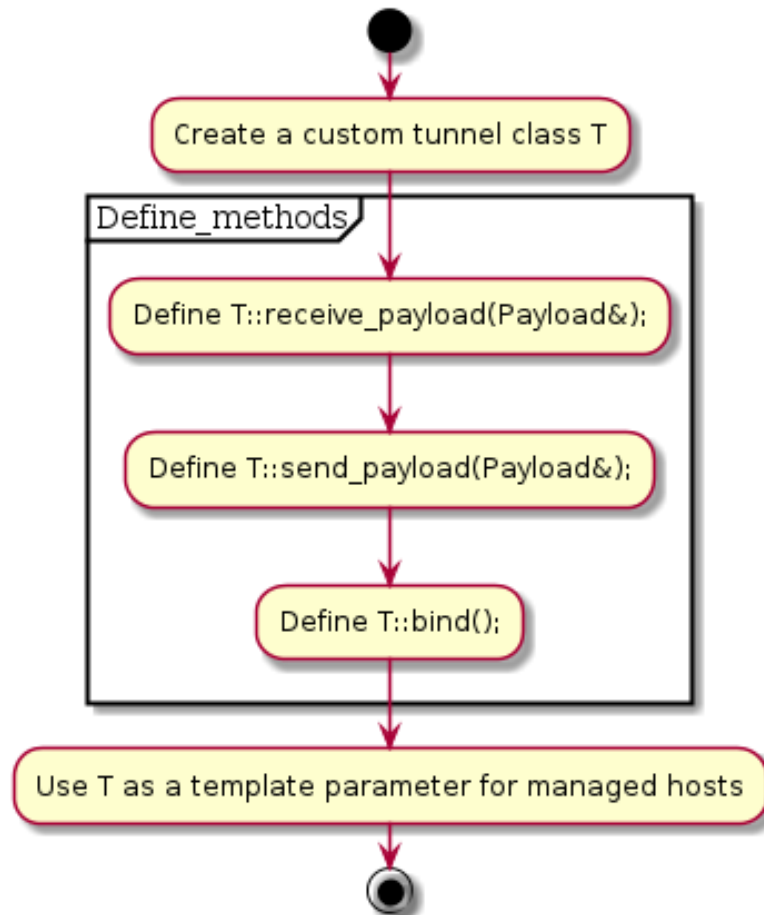 Create a custom tunnel class T
Define_methods
Define T::receive_payload(Payload&);
Define T::send_payload(Payload&);
Define T::bind();
Use T as a template parameter for managed hosts